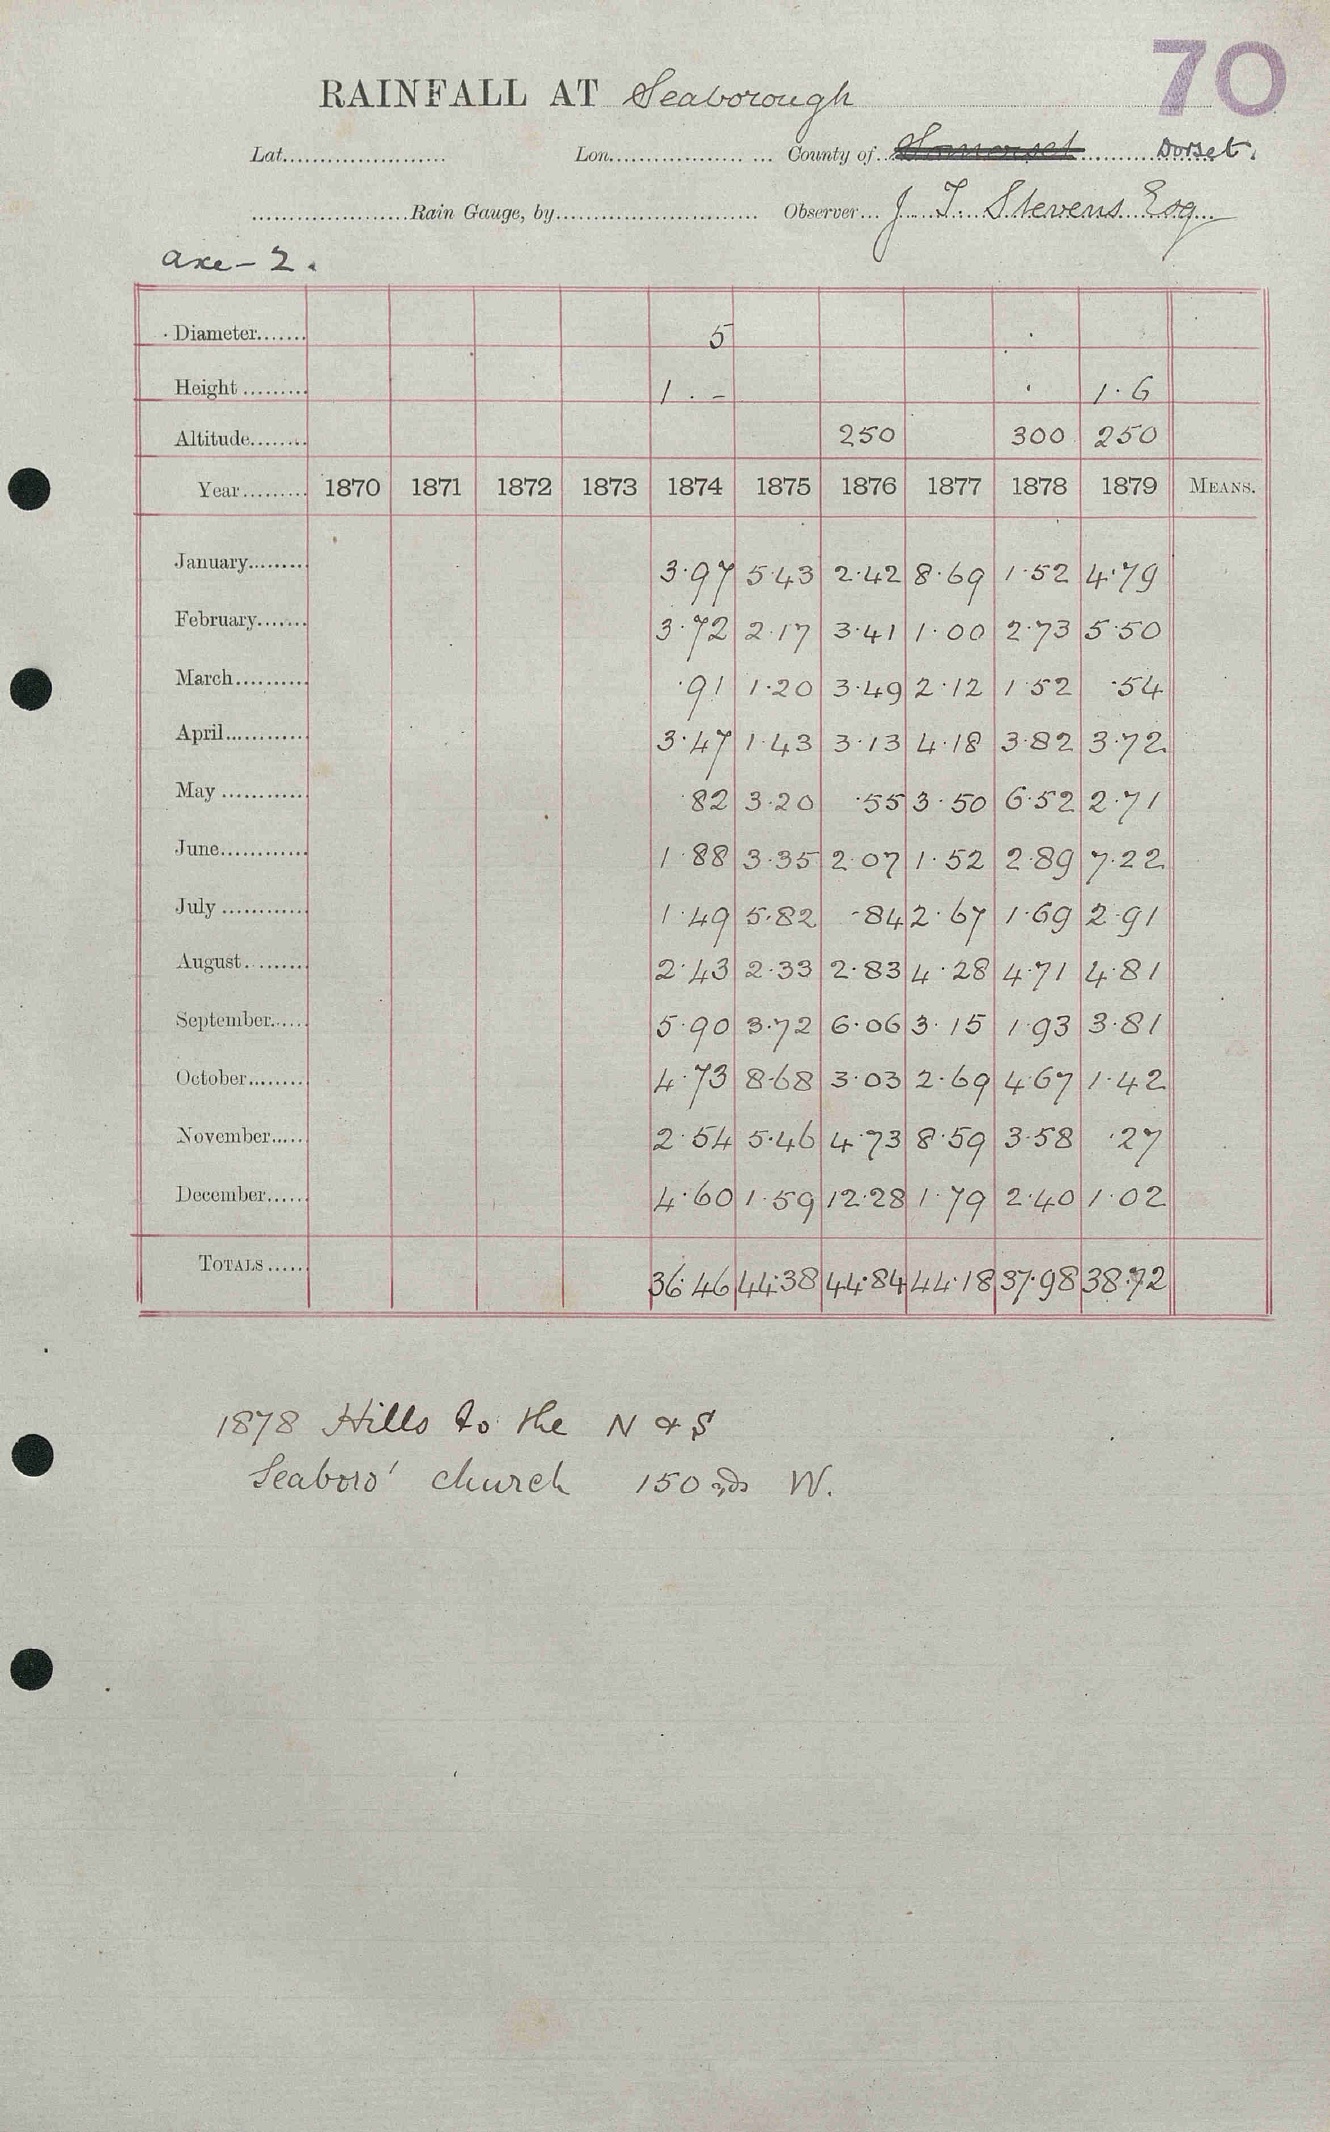 70
RAINFALL AT Seaborough
Lat. Lon. County of Somerset Dorset.
Rain Gauge, by Observer J. T. Stevens Esq
axe - 2.
Diameter 5
Height 1 . - 1.6
Altitude 250 300 250
Year 1870 1871 1872 1873 1874 1875 1876 1877 1878 1879 MEANS.
January 3.97 5.43 2.42 8.69 1.52 4.79
February 3.72 2.17 3.41 1.00 2.73 5.50
March .91 1.20 3.49 2.12 1.52 .54
April 3.47 1.43 3.13 4.18 3.82 3.72
May .82 3.20 .55 3.50 6.52 2.71
June 1.88 3.35 2.07 1.52 2.89 7.22
July 1.49 5.82 .84 2.67 1.69 2.91
August 2.43 2.33 2.83 4.28 4.71 4.81
September 5.90 3.72 6.06 3.15 1.93 3.81
October 4.73 8.68 3.03 2.69 4.67 1.42
November 2.54 5.46 4.73 8.59 3.58 .27
December 4.60 1.59 12.28 1.79 2.40 1.02
TOTALS 36.46 44.38 44.84 44.18 37.98 38.72
1878 Hills to the N & S
Seaboro' church 150 yds W.